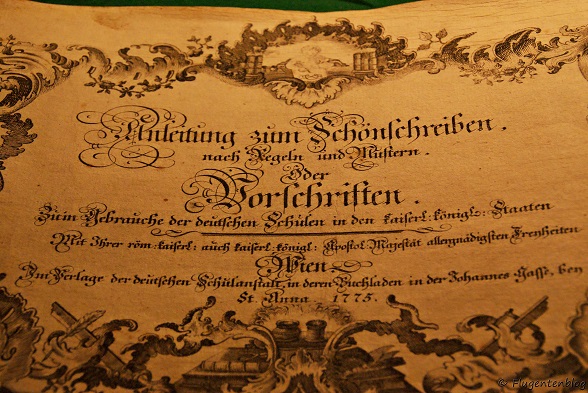 Anleitung zum Schönschreiben.
nach Regeln und Mustern.
Oder
Vorschriften.
Zum Gebrauche der deutschen Schulen in den kaiserl: königl: Staaten
Mit Ihrer röm: kaiserl: auch kaiserl: königl: Apostol: Majestät allergnädigsten Freyheiten
Wien.
Im Verlage der deutschen Schulanstalt, in deren Buchladen in der Johannes Gasse, bey
St. Anna 1775.
© Flugentenblog